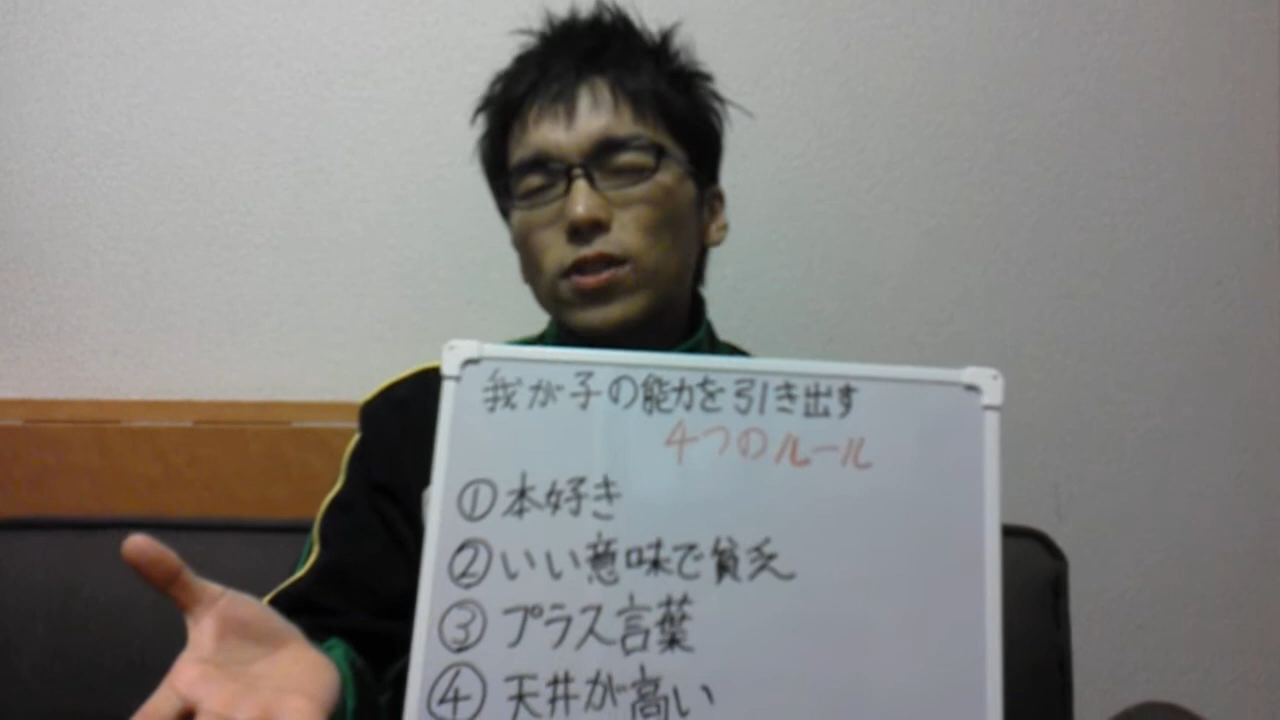 我が子の能力を引き出す
4つのルール
①本好き
②いい意味で貧乏
③プラス言葉
④天井が高い